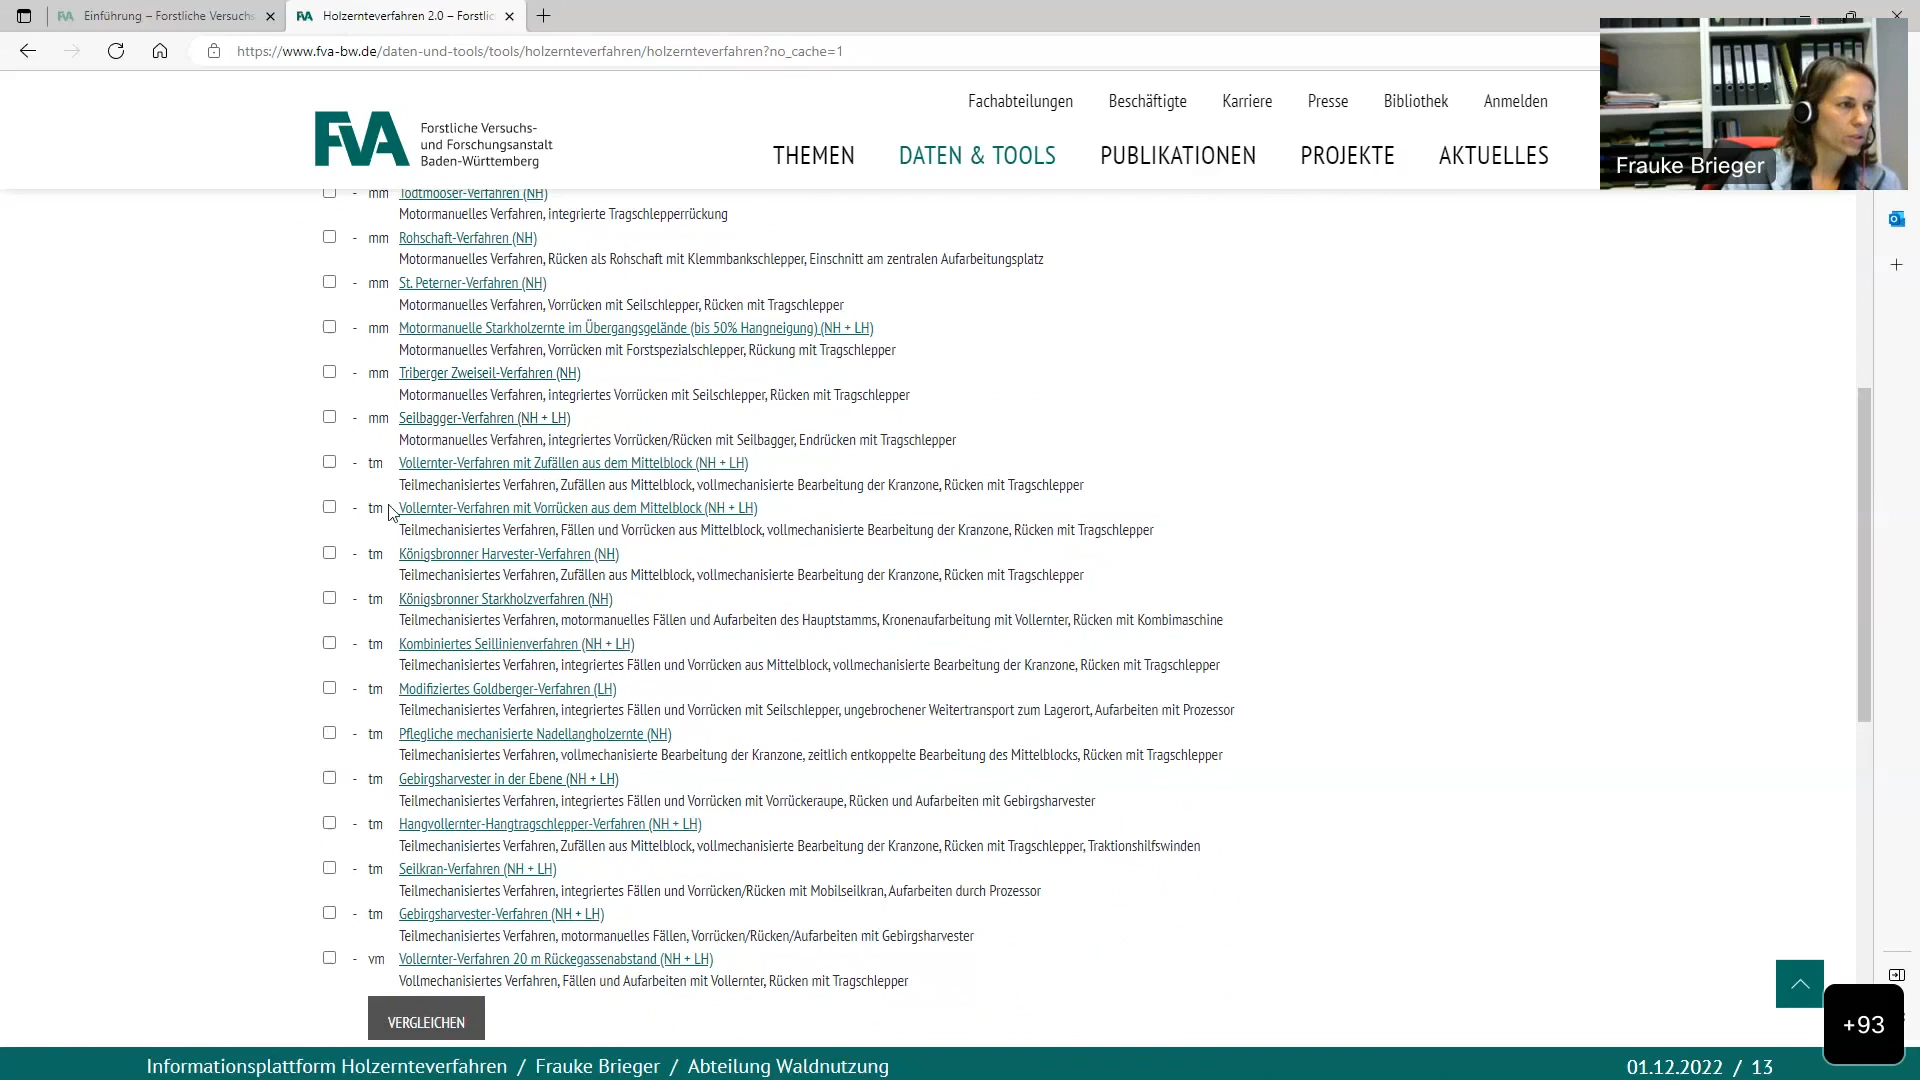 Einführung – Forstliche Versuchs
Holzernteverfahren 2.0 – Forstlic
https://www.fva-bw.de/daten-und-tools/tools/holzernteverfahren/holzernteverfahren?no_cache=1
Fachabteilungen Beschäftigte Karriere Presse Bibliothek Anmelden
FVA
Forstliche Versuchs-
und Forschungsanstalt
Baden-Württemberg
THEMEN DATEN & TOOLS PUBLIKATIONEN PROJEKTE AKTUELLES
Frauke Brieger
- mm Todtmooser-Verfahren (NH)
Motormanuelles Verfahren, integrierte Tragschlepperrückung
- mm Rohschaft-Verfahren (NH)
Motormanuelles Verfahren, Rücken als Rohschaft mit Klemmbankschlepper, Einschnitt am zentralen Aufarbeitungsplatz
- mm St. Peterner-Verfahren (NH)
Motormanuelles Verfahren, Vorrücken mit Seilschlepper, Rücken mit Tragschlepper
- mm Motormanuelle Starkholzernte im Übergangsgelände (bis 50% Hangneigung) (NH + LH)
Motormanuelles Verfahren, Vorrücken mit Forstspezialschlepper, Rückung mit Tragschlepper
- mm Triberger Zweiseil-Verfahren (NH)
Motormanuelles Verfahren, integriertes Vorrücken mit Seilschlepper, Rücken mit Tragschlepper
- mm Seilbagger-Verfahren (NH + LH)
Motormanuelles Verfahren, integriertes Vorrücken/Rücken mit Seilbagger, Endrücken mit Tragschlepper
- tm Vollernter-Verfahren mit Zufällen aus dem Mittelblock (NH + LH)
Teilmechanisiertes Verfahren, Zufällen aus Mittelblock, vollmechanisierte Bearbeitung der Kranzone, Rücken mit Tragschlepper
- tm Vollernter-Verfahren mit Vorrücken aus dem Mittelblock (NH + LH)
Teilmechanisiertes Verfahren, Fällen und Vorrücken aus Mittelblock, vollmechanisierte Bearbeitung der Kranzone, Rücken mit Tragschlepper
- tm Königsbronner Harvester-Verfahren (NH)
Teilmechanisiertes Verfahren, Zufällen aus Mittelblock, vollmechanisierte Bearbeitung der Kranzone, Rücken mit Tragschlepper
- tm Königsbronner Starkholzverfahren (NH)
Teilmechanisiertes Verfahren, motormanuelles Fällen und Aufarbeiten des Hauptstamms, Kronenaufarbeitung mit Vollernter, Rücken mit Kombimaschine
- tm Kombiniertes Seillinienverfahren (NH + LH)
Teilmechanisiertes Verfahren, integriertes Fällen und Vorrücken aus Mittelblock, vollmechanisierte Bearbeitung der Kranzone, Rücken mit Tragschlepper
- tm Modifiziertes Goldberger-Verfahren (LH)
Teilmechanisiertes Verfahren, integriertes Fällen und Vorrücken mit Seilschlepper, ungebrochener Weitertransport zum Lagerort, Aufarbeiten mit Prozessor
- tm Pflegliche mechanisierte Nadellangholzernte (NH)
Teilmechanisiertes Verfahren, vollmechanisierte Bearbeitung der Kranzone, zeitlich entkoppelte Bearbeitung des Mittelblocks, Rücken mit Tragschlepper
- tm Gebirgsharvester in der Ebene (NH + LH)
Teilmechanisiertes Verfahren, integriertes Fällen und Vorrücken mit Vorrückeraupe, Rücken und Aufarbeiten mit Gebirgsharvester
- tm Hangvollernter-Hangtragschlepper-Verfahren (NH + LH)
Teilmechanisiertes Verfahren, Zufällen aus Mittelblock, vollmechanisierte Bearbeitung der Kranzone, Rücken mit Tragschlepper, Traktionshilfswinden
- tm Seilkran-Verfahren (NH + LH)
Teilmechanisiertes Verfahren, integriertes Fällen und Vorrücken/Rücken mit Mobilseilkran, Aufarbeiten durch Prozessor
- tm Gebirgsharvester-Verfahren (NH + LH)
Teilmechanisiertes Verfahren, motormanuelles Fällen, Vorrücken/Rücken/Aufarbeiten mit Gebirgsharvester
- vm Vollernter-Verfahren 20 m Rückegassenabstand (NH + LH)
Vollmechanisiertes Verfahren, Fällen und Aufarbeiten mit Vollernter, Rücken mit Tragschlepper
VERGLEICHEN
+93
Informationsplattform Holzernteverfahren / Frauke Brieger / Abteilung Waldnutzung
01.12.2022 / 13